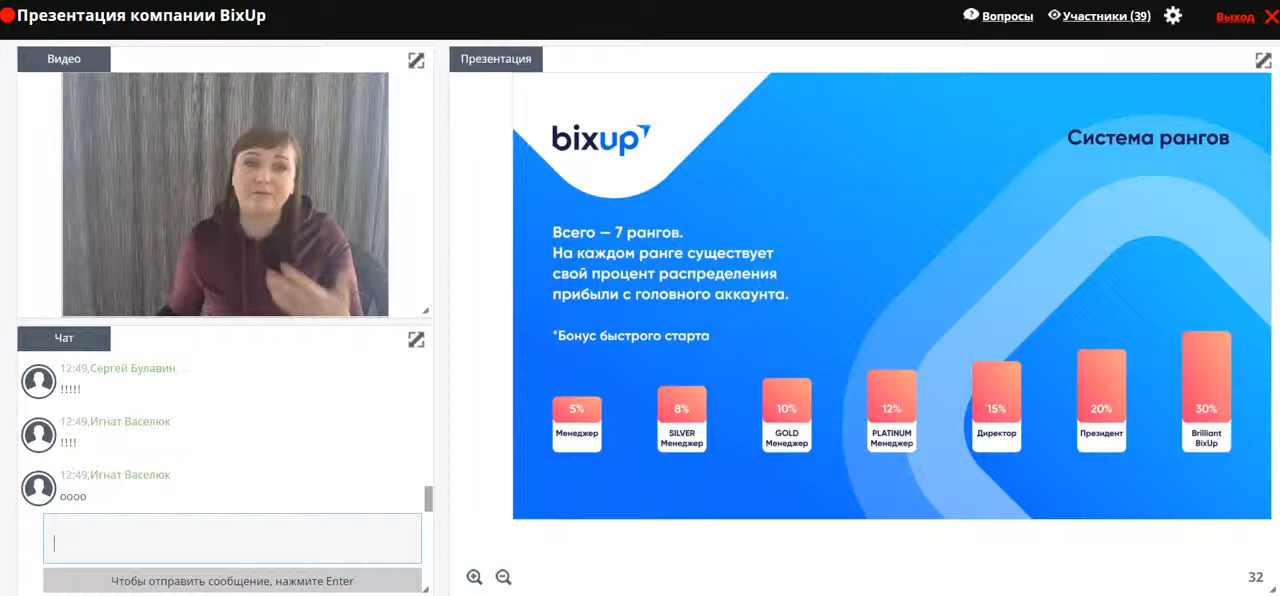 Презентация компании BixUp
Вопросы
Участники (39)
Выход
Видео
Чат
12:49,Сергей Булавин...
!!!!!
12:49,Игнат Васелюк
!!!!
12:49,Игнат Васелюк
оооо
Чтобы отправить сообщение, нажмите Enter
Презентация
bixup
Система рангов
Всего — 7 рангов.
На каждом ранге существует
свой процент распределения
прибыли с головного аккаунта.
*Бонус быстрого старта
5%
Менеджер
8%
SILVER
Менеджер
10%
GOLD
Менеджер
12%
PLATINUM
Менеджер
15%
Директор
20%
Президент
30%
Brilliant
BixUp
32